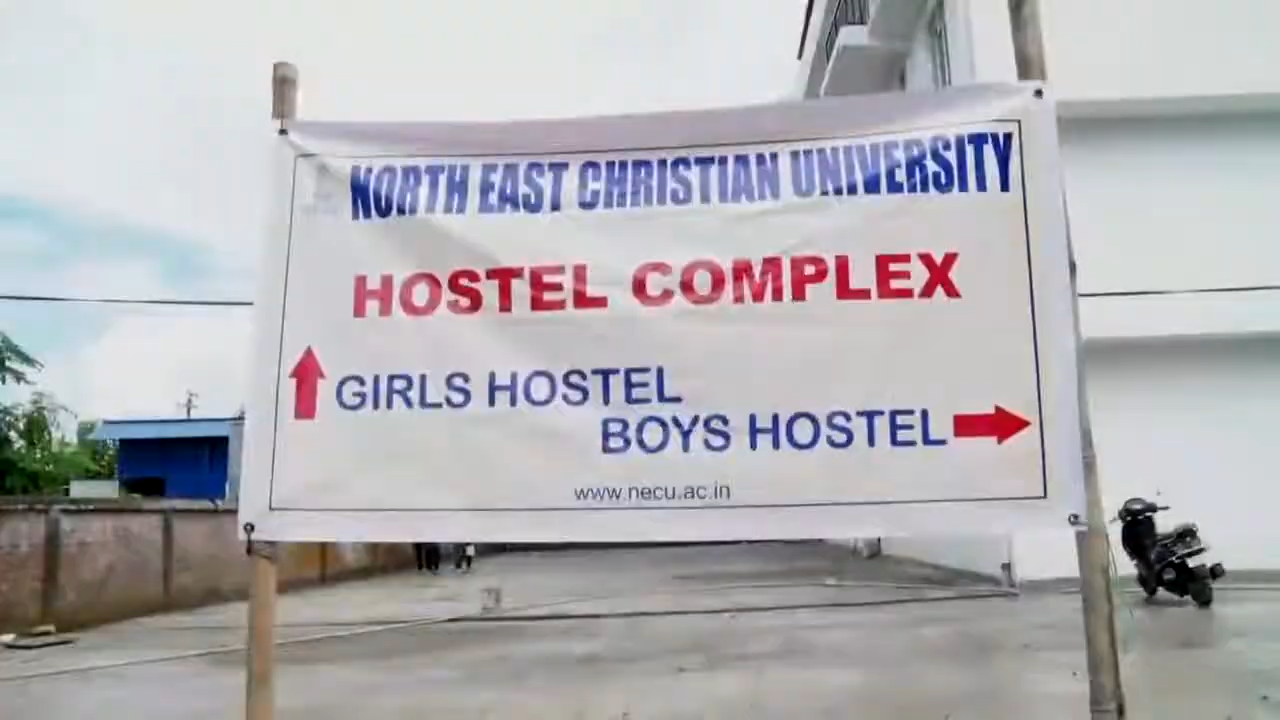 NORTH EAST CHRISTIAN UNIVERSITY
HOSTEL COMPLEX
GIRLS HOSTEL
BOYS HOSTEL
www.necu.ac.in